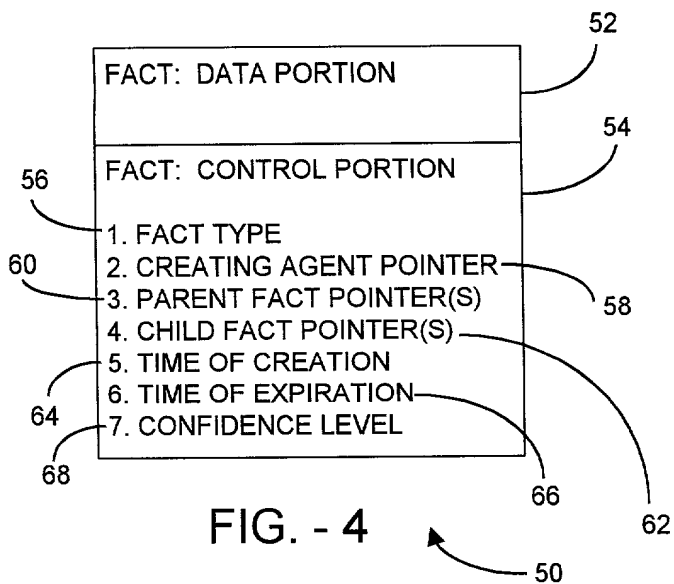 52
FACT: DATA PORTION
54
FACT: CONTROL PORTION
56
1. FACT TYPE
60
2. CREATING AGENT POINTER
58
3. PARENT FACT POINTER(S)
4. CHILD FACT POINTER(S)
5. TIME OF CREATION
64
6. TIME OF EXPIRATION
7. CONFIDENCE LEVEL
68
66
62
FIG. - 4
50